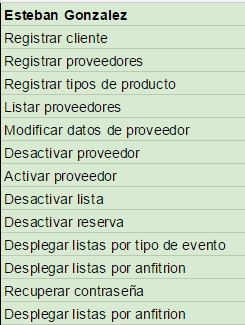 Esteban Gonzalez
Registrar cliente
Registrar proveedores
Registrar tipos de producto
Listar proveedores
Modificar datos de proveedor
Desactivar proveedor
Activar proveedor
Desactivar lista
Desactivar reserva
Desplegar listas por tipo de evento
Desplegar listas por anfitrion
Recuperar contraseña
Desplegar listas por anfitrion